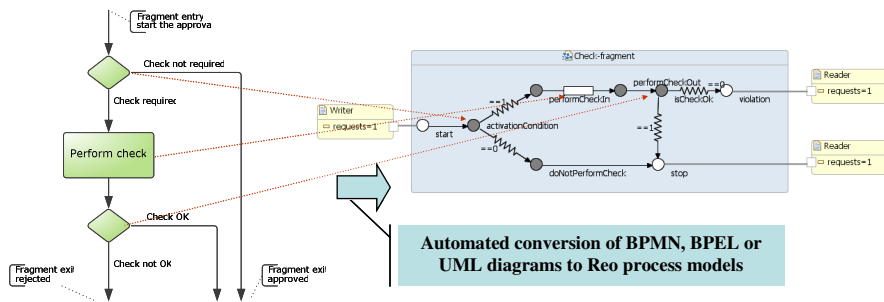 Fragment entry
start the approva
Check not required
Check required
Perform check
Check OK
Check not OK
Fragment exit
rejected
Fragment exit
approved
Check-fragment
Writer
requests=1
start
activationCondition
==1
==0
performCheckIn
performCheckOut
isCheckOk
==0
violation
==1
doNotPerformCheck
stop
Reader
requests=1
Reader
requests=1
Automated conversion of BPMN, BPEL or
UML diagrams to Reo process models